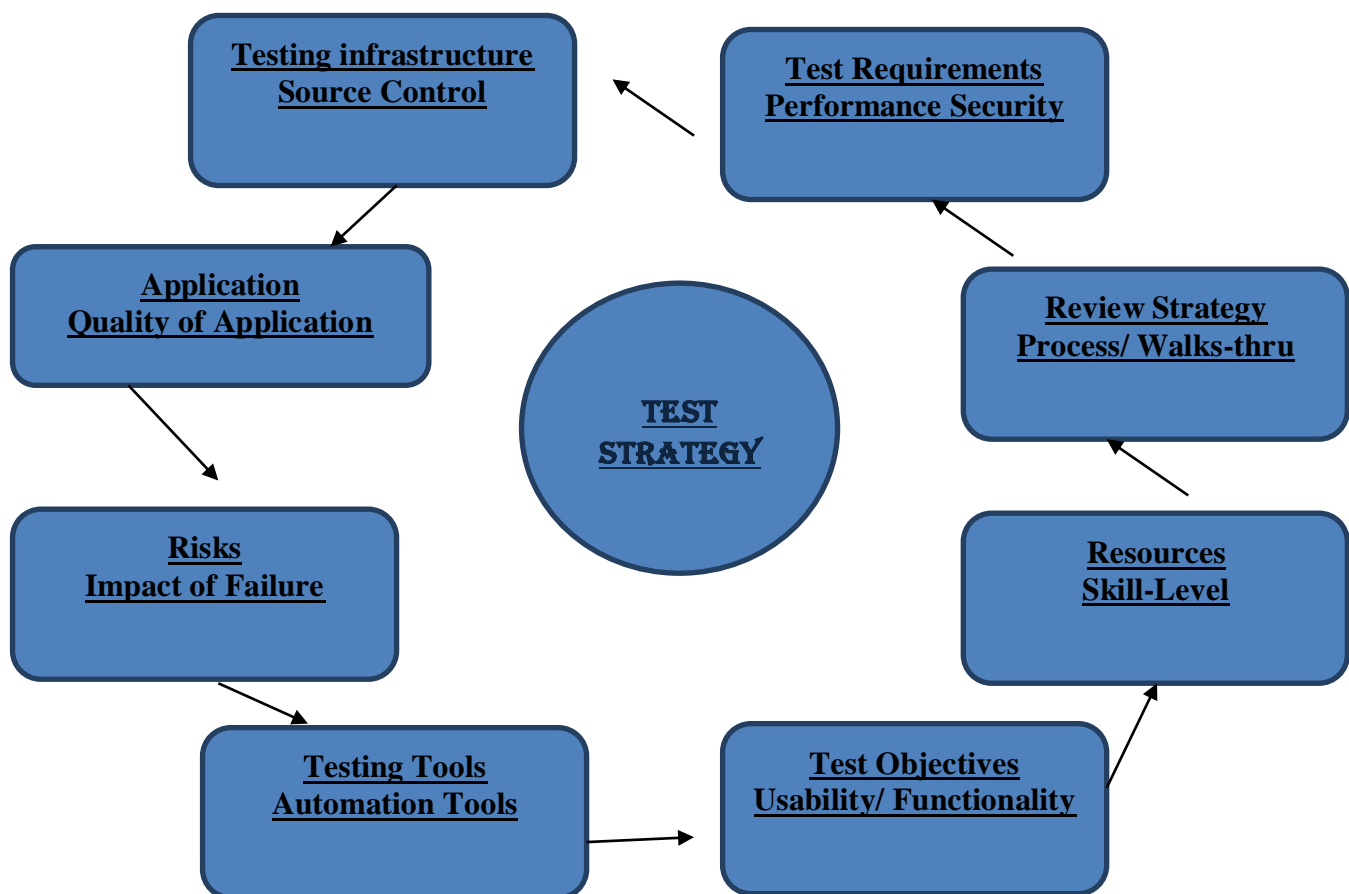 Testing infrastructure
Source Control
Test Requirements
Performance Security
Application
Quality of Application
Review Strategy
Process/ Walks-thru
TEST
STRATEGY
Risks
Impact of Failure
Resources
Skill-Level
Testing Tools
Automation Tools
Test Objectives
Usability/ Functionality